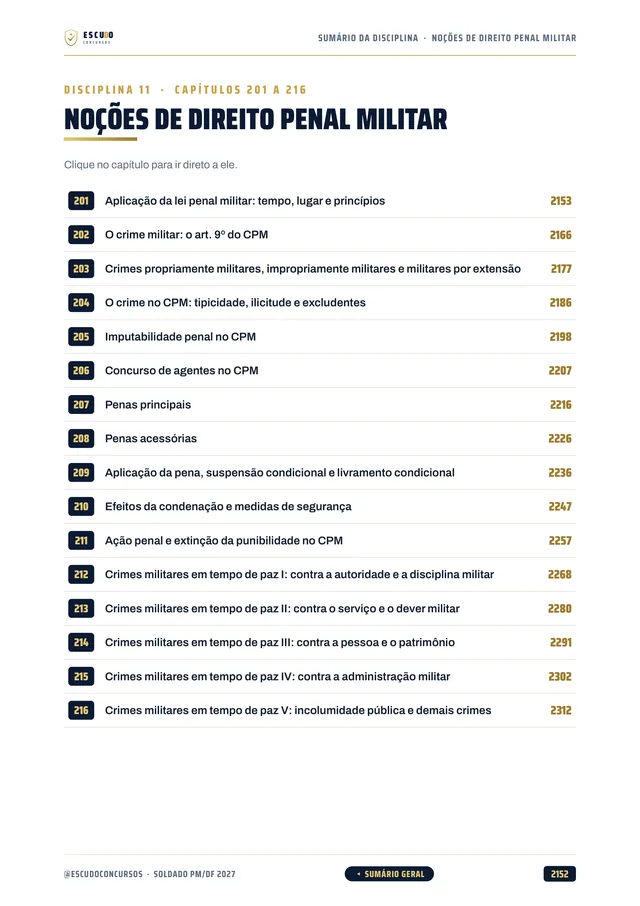 ESCUDO
CONCURSOS
SUMÁRIO DA DISCIPLINA · NOÇÕES DE DIREITO PENAL MILITAR
DISCIPLINA 11 · CAPÍTULOS 201 A 216
NOÇÕES DE DIREITO PENAL MILITAR
Clique no capítulo para ir direto a ele.
201 Aplicação da lei penal militar: tempo, lugar e princípios 2153
202 O crime militar: o art. 9º do CPM 2166
203 Crimes propriamente militares, impropriamente militares e militares por extensão 2177
204 O crime no CPM: tipicidade, ilicitude e excludentes 2186
205 Imputabilidade penal no CPM 2198
206 Concurso de agentes no CPM 2207
207 Penas principais 2216
208 Penas acessórias 2226
209 Aplicação da pena, suspensão condicional e livramento condicional 2236
210 Efeitos da condenação e medidas de segurança 2247
211 Ação penal e extinção da punibilidade no CPM 2257
212 Crimes militares em tempo de paz I: contra a autoridade e a disciplina militar 2268
213 Crimes militares em tempo de paz II: contra o serviço e o dever militar 2280
214 Crimes militares em tempo de paz III: contra a pessoa e o patrimônio 2291
215 Crimes militares em tempo de paz IV: contra a administração militar 2302
216 Crimes militares em tempo de paz V: incolumidade pública e demais crimes 2312
@ESCUDOCONCURSOS · SOLDADO PM/DF 2027
SUMÁRIO GERAL
2152